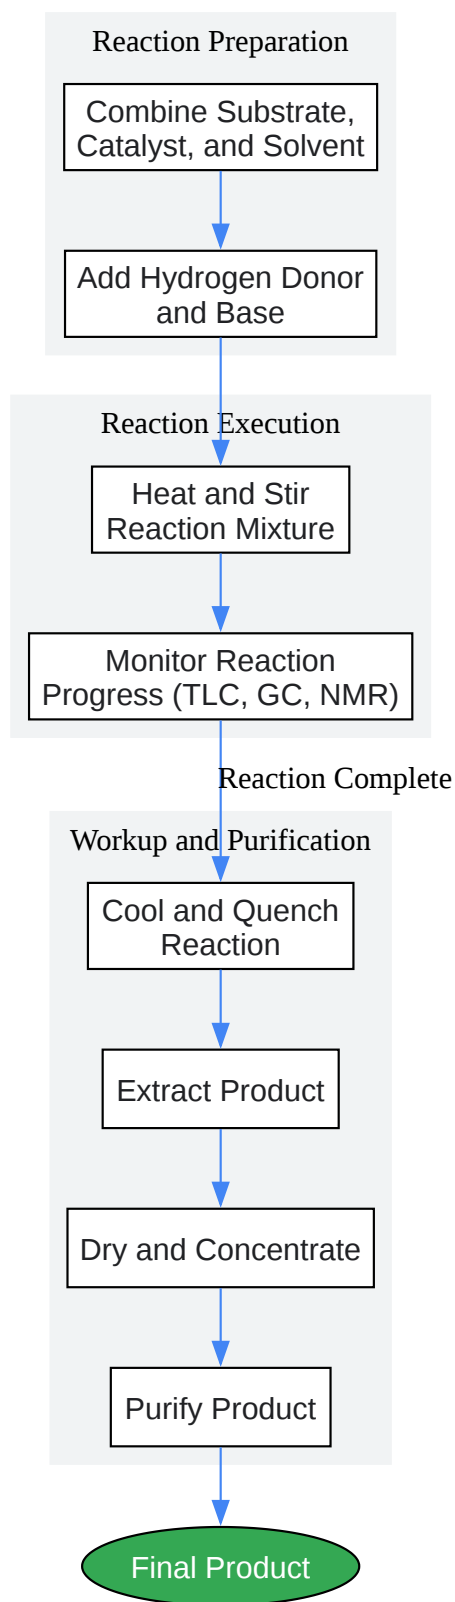 Reaction Preparation
Combine Substrate,
Catalyst, and Solvent
Add Hydrogen Donor
and Base
Reaction Execution
Heat and Stir
Reaction Mixture
Monitor Reaction
Progress (TLC, GC, NMR)
Reaction Complete
Workup and Purification
Cool and Quench
Reaction
Extract Product
Dry and Concentrate
Purify Product
Final Product